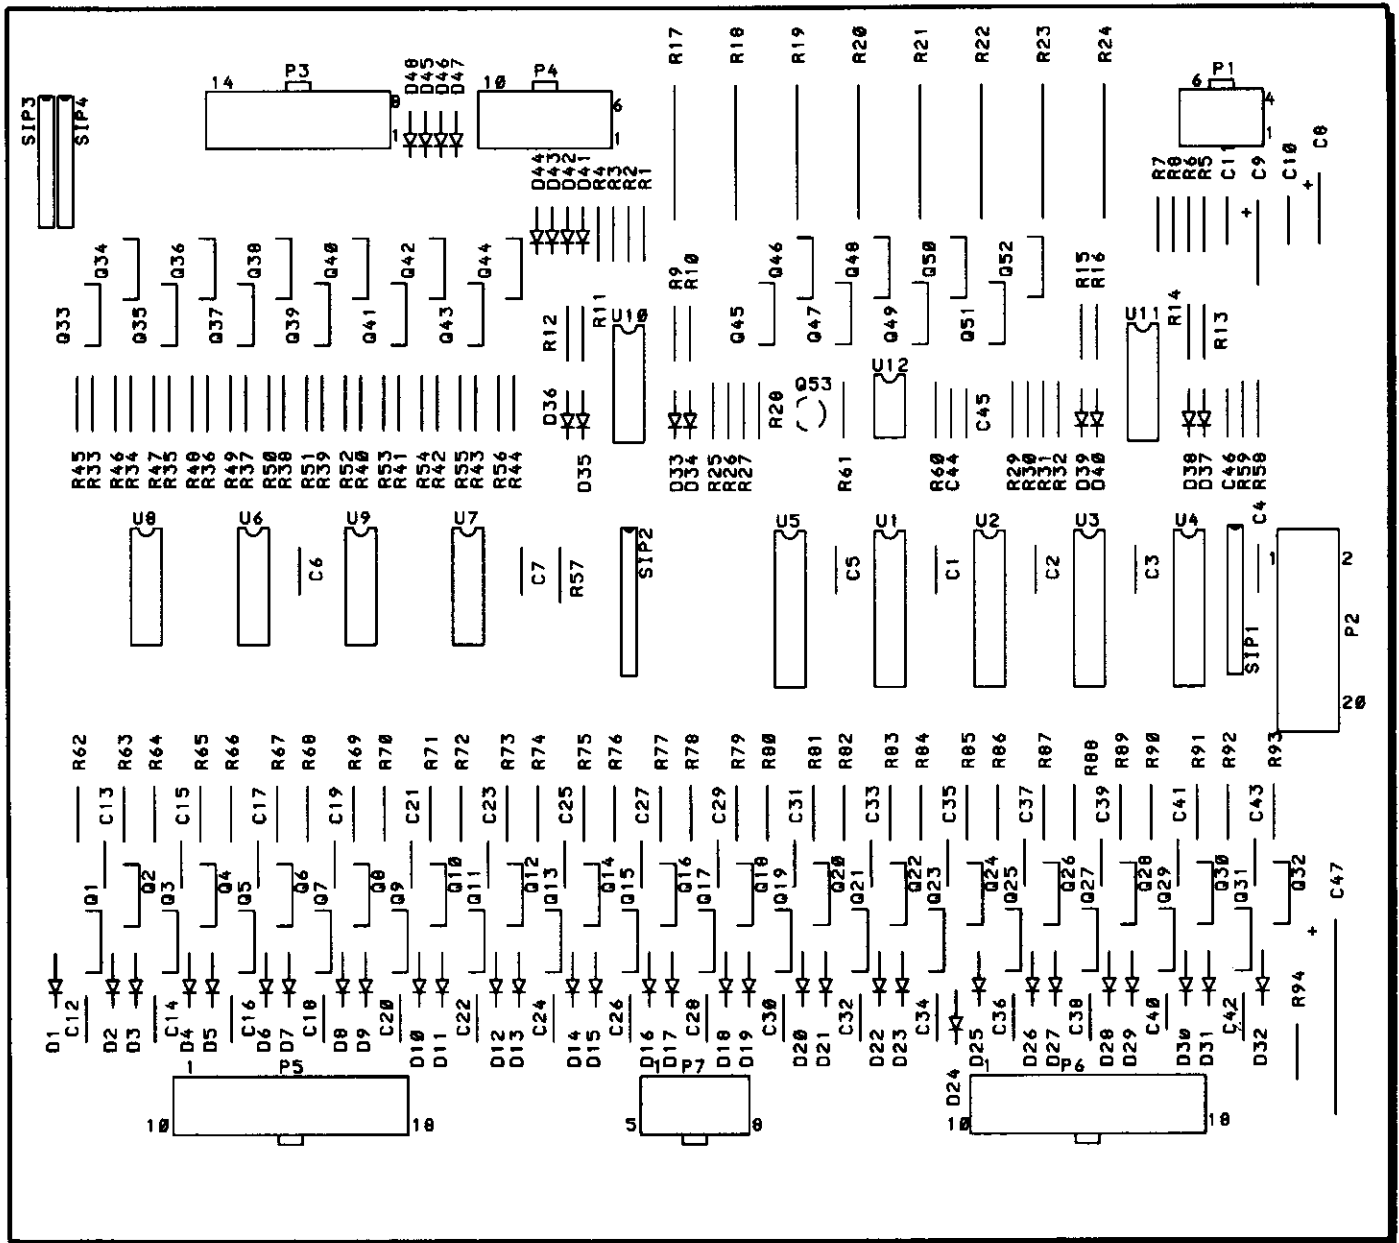 R17 R18 R19 R20 R21 R22 R23 R24
SIP3 SIP4
14 P3 8 1
D48 D45 D46 D47
10 P4 6 1
6 P1 4 1
D44 D43 D42 D41 R4 R3 R2 R1
R7 R8 R6 R5 C11 C9 C10 C8
+ +
Q34 Q36 Q38 Q40 Q42 Q44
R9 R10
Q46 Q48 Q50 Q52
R15 R16
Q33 Q35 Q37 Q39 Q41 Q43
R12 R11 U10
Q45 Q47 Q49 Q51
U11 R14 R13
D36 R28 Q53 U12 C45
R45 R33 R46 R34 R47 R35 R48 R36 R49 R37 R50 R38 R51 R39 R52 R40 R53 R41 R54 R42 R55 R43 R56 R44
D35 D33 D34 R25 R26 R27 R61 R60 C44 R29 R30 R31 R32 D39 D40 D38 D37 C46 R59 R58
U8 U6 U9 U7 SIP2 U5 U1 U2 U3 U4 C4
C6 C7 R57 C5 C1 C2 C3 SIP1
1 2 P2 20
R62 R63 R64 R65 R66 R67 R68 R69 R70 R71 R72 R73 R74 R75 R76 R77 R78 R79 R80 R81 R82 R83 R84 R85 R86 R87 R88 R89 R90 R91 R92 R93
C13 C15 C17 C19 C21 C23 C25 C27 C29 C31 C33 C35 C37 C39 C41 C43
Q1 Q2 Q3 Q4 Q5 Q6 Q7 Q8 Q9 Q10 Q11 Q12 Q13 Q14 Q15 Q16 Q17 Q18 Q19 Q20 Q21 Q22 Q23 Q24 Q25 Q26 Q27 Q28 Q29 Q30 Q31 Q32 C47
+
R94
D1 C12 D2 D3 C14 D4 D5 C16 D6 D7 C18 D8 D9 C20 D10 D11 C22 D12 D13 C24 D14 D15 C26 D16 D17 C28 D18 D19 C30 D20 D21 C32 D22 D23 C34 D24 D25 C36 D26 D27 C38 D28 D29 C40 D30 D31 C42 D32
1 P5 10 18
1 P7 5 8
1 P6 10 18